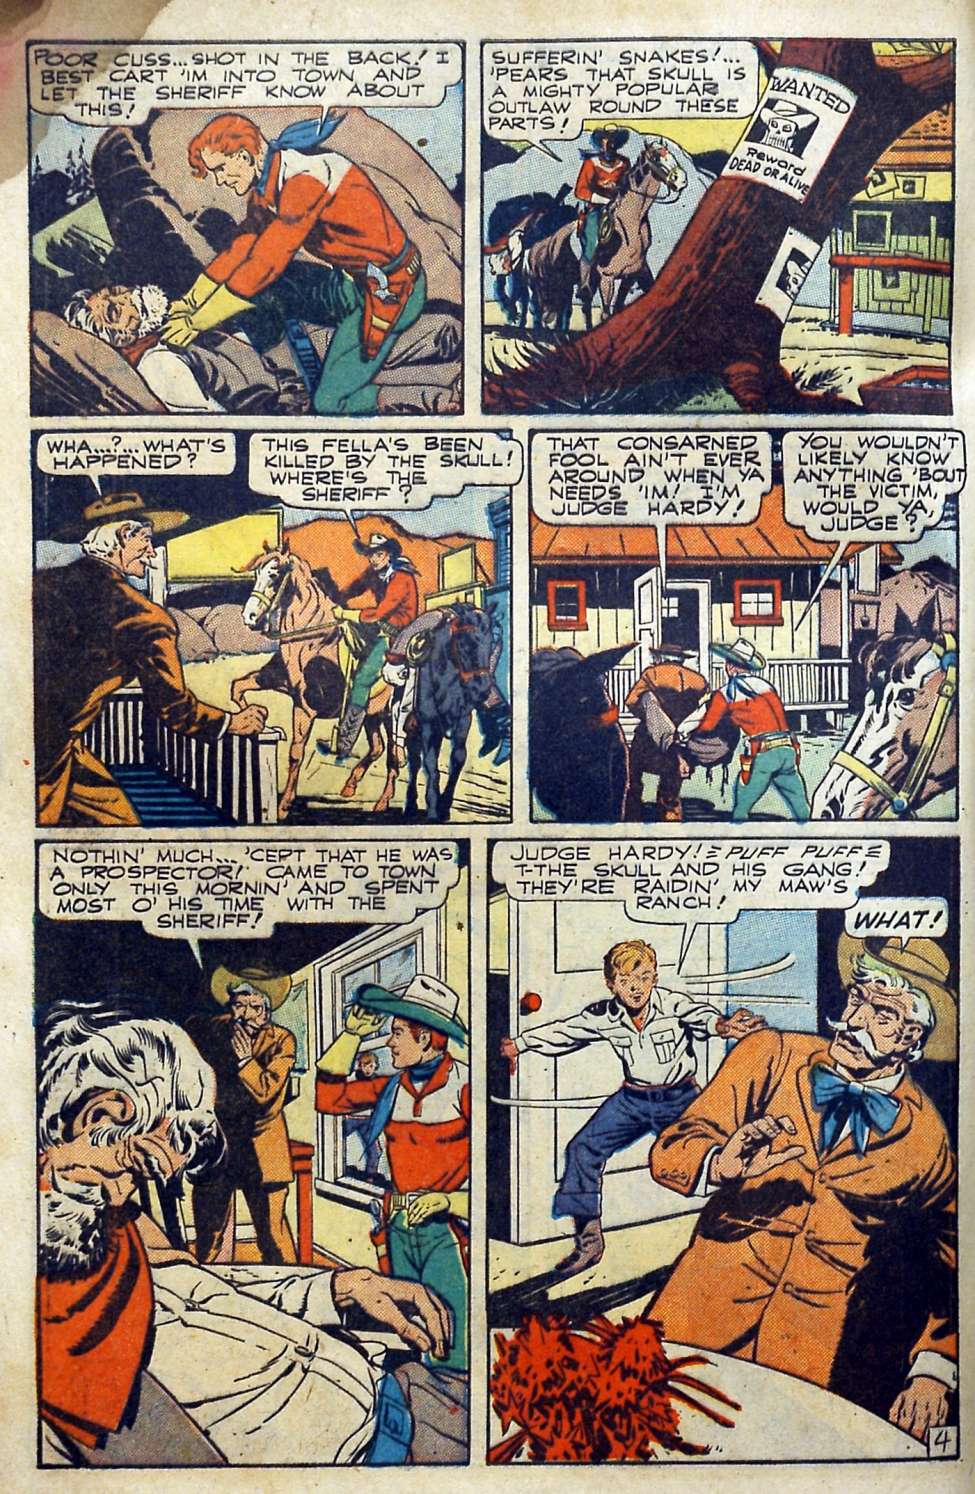 POOR CUSS...SHOT IN THE BACK! I
BEST CART 'IM INTO TOWN AND
LET THE SHERIFF KNOW ABOUT
THIS!
SUFFERIN' SNAKES!...
'PEARS THAT SKULL IS
A MIGHTY POPULAR
OUTLAW ROUND THESE
PARTS!
WANTED
Reward
DEAD OR ALIVE
WHA...?...WHAT'S
HAPPENED?
THIS FELLA'S BEEN
KILLED BY THE SKULL!
WHERE'S THE
SHERIFF?
THAT CONSARNED
FOOL AIN'T EVER
AROUND WHEN YA
NEEDS 'IM! I'M
JUDGE HARDY!
YOU WOULDN'T
LIKELY KNOW
ANYTHING 'BOUT
THE VICTIM,
WOULD YA,
JUDGE?
NOTHIN' MUCH...'CEPT THAT HE WAS
A PROSPECTOR! CAME TO TOWN
ONLY THIS MORNIN' AND SPENT
MOST O' HIS TIME WITH THE
SHERIFF!
JUDGE HARDY! PUFF PUFF
T-THE SKULL AND HIS GANG!
THEY'RE RAIDIN' MY MAW'S
RANCH!
WHAT!
4